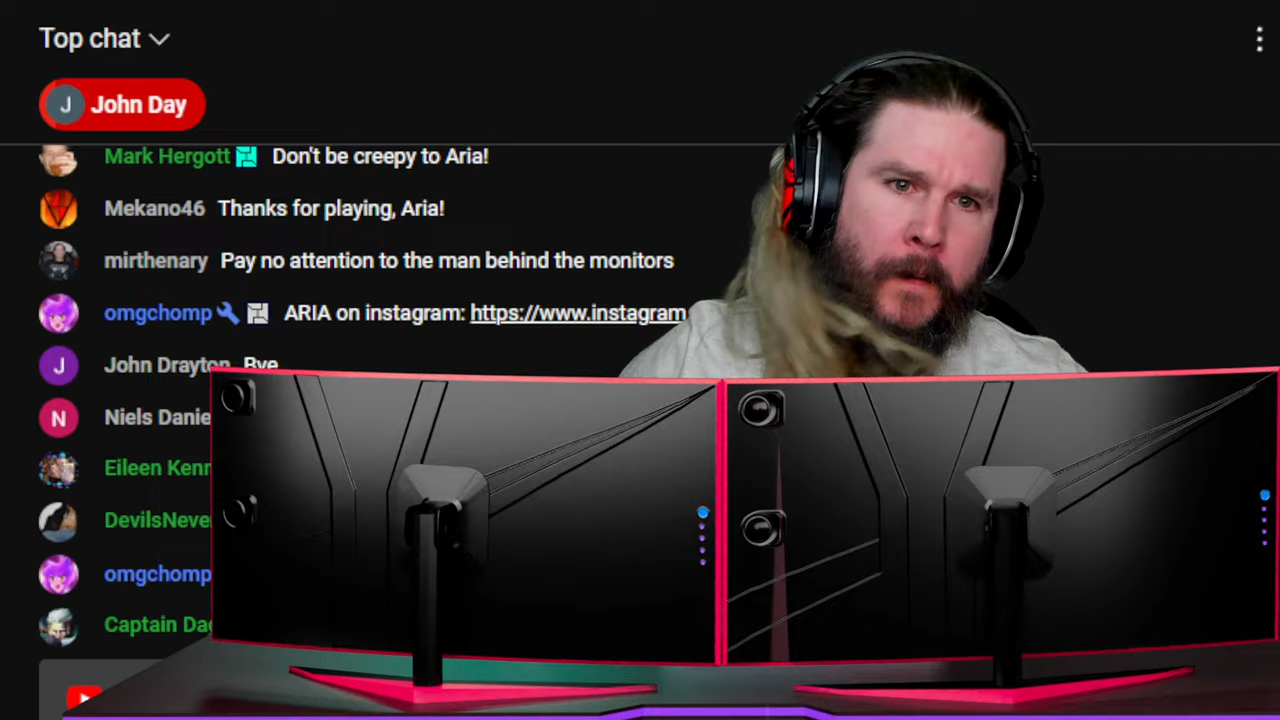 Top chat
J John Day
Mark Hergott Don't be creepy to Aria!
Mekano46 Thanks for playing, Aria!
mirthenary Pay no attention to the man behind the monitors
omgchomp ARIA on instagram: https://www.instagram
J John Drayton Bye
N Niels Danie
Eileen Kenn
DevilsNeve
omgchomp
Captain Da